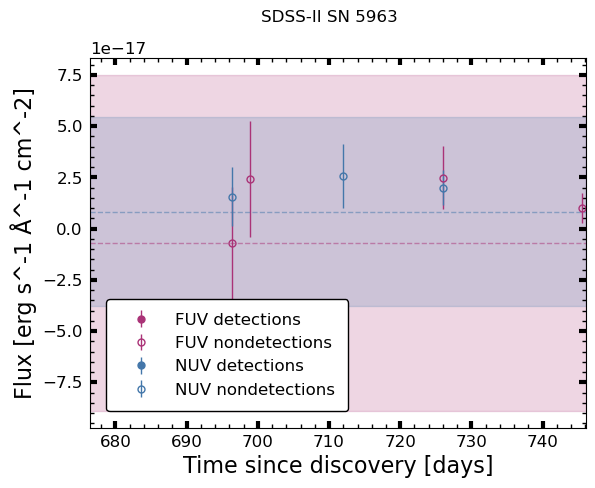 SDSS-II SN 5963
1e−17
7.5
5.0
2.5
0.0
−2.5
−5.0
−7.5
Flux [erg s^-1 Å^-1 cm^-2]
FUV detections
FUV nondetections
NUV detections
NUV nondetections
680 690 700 710 720 730 740
Time since discovery [days]